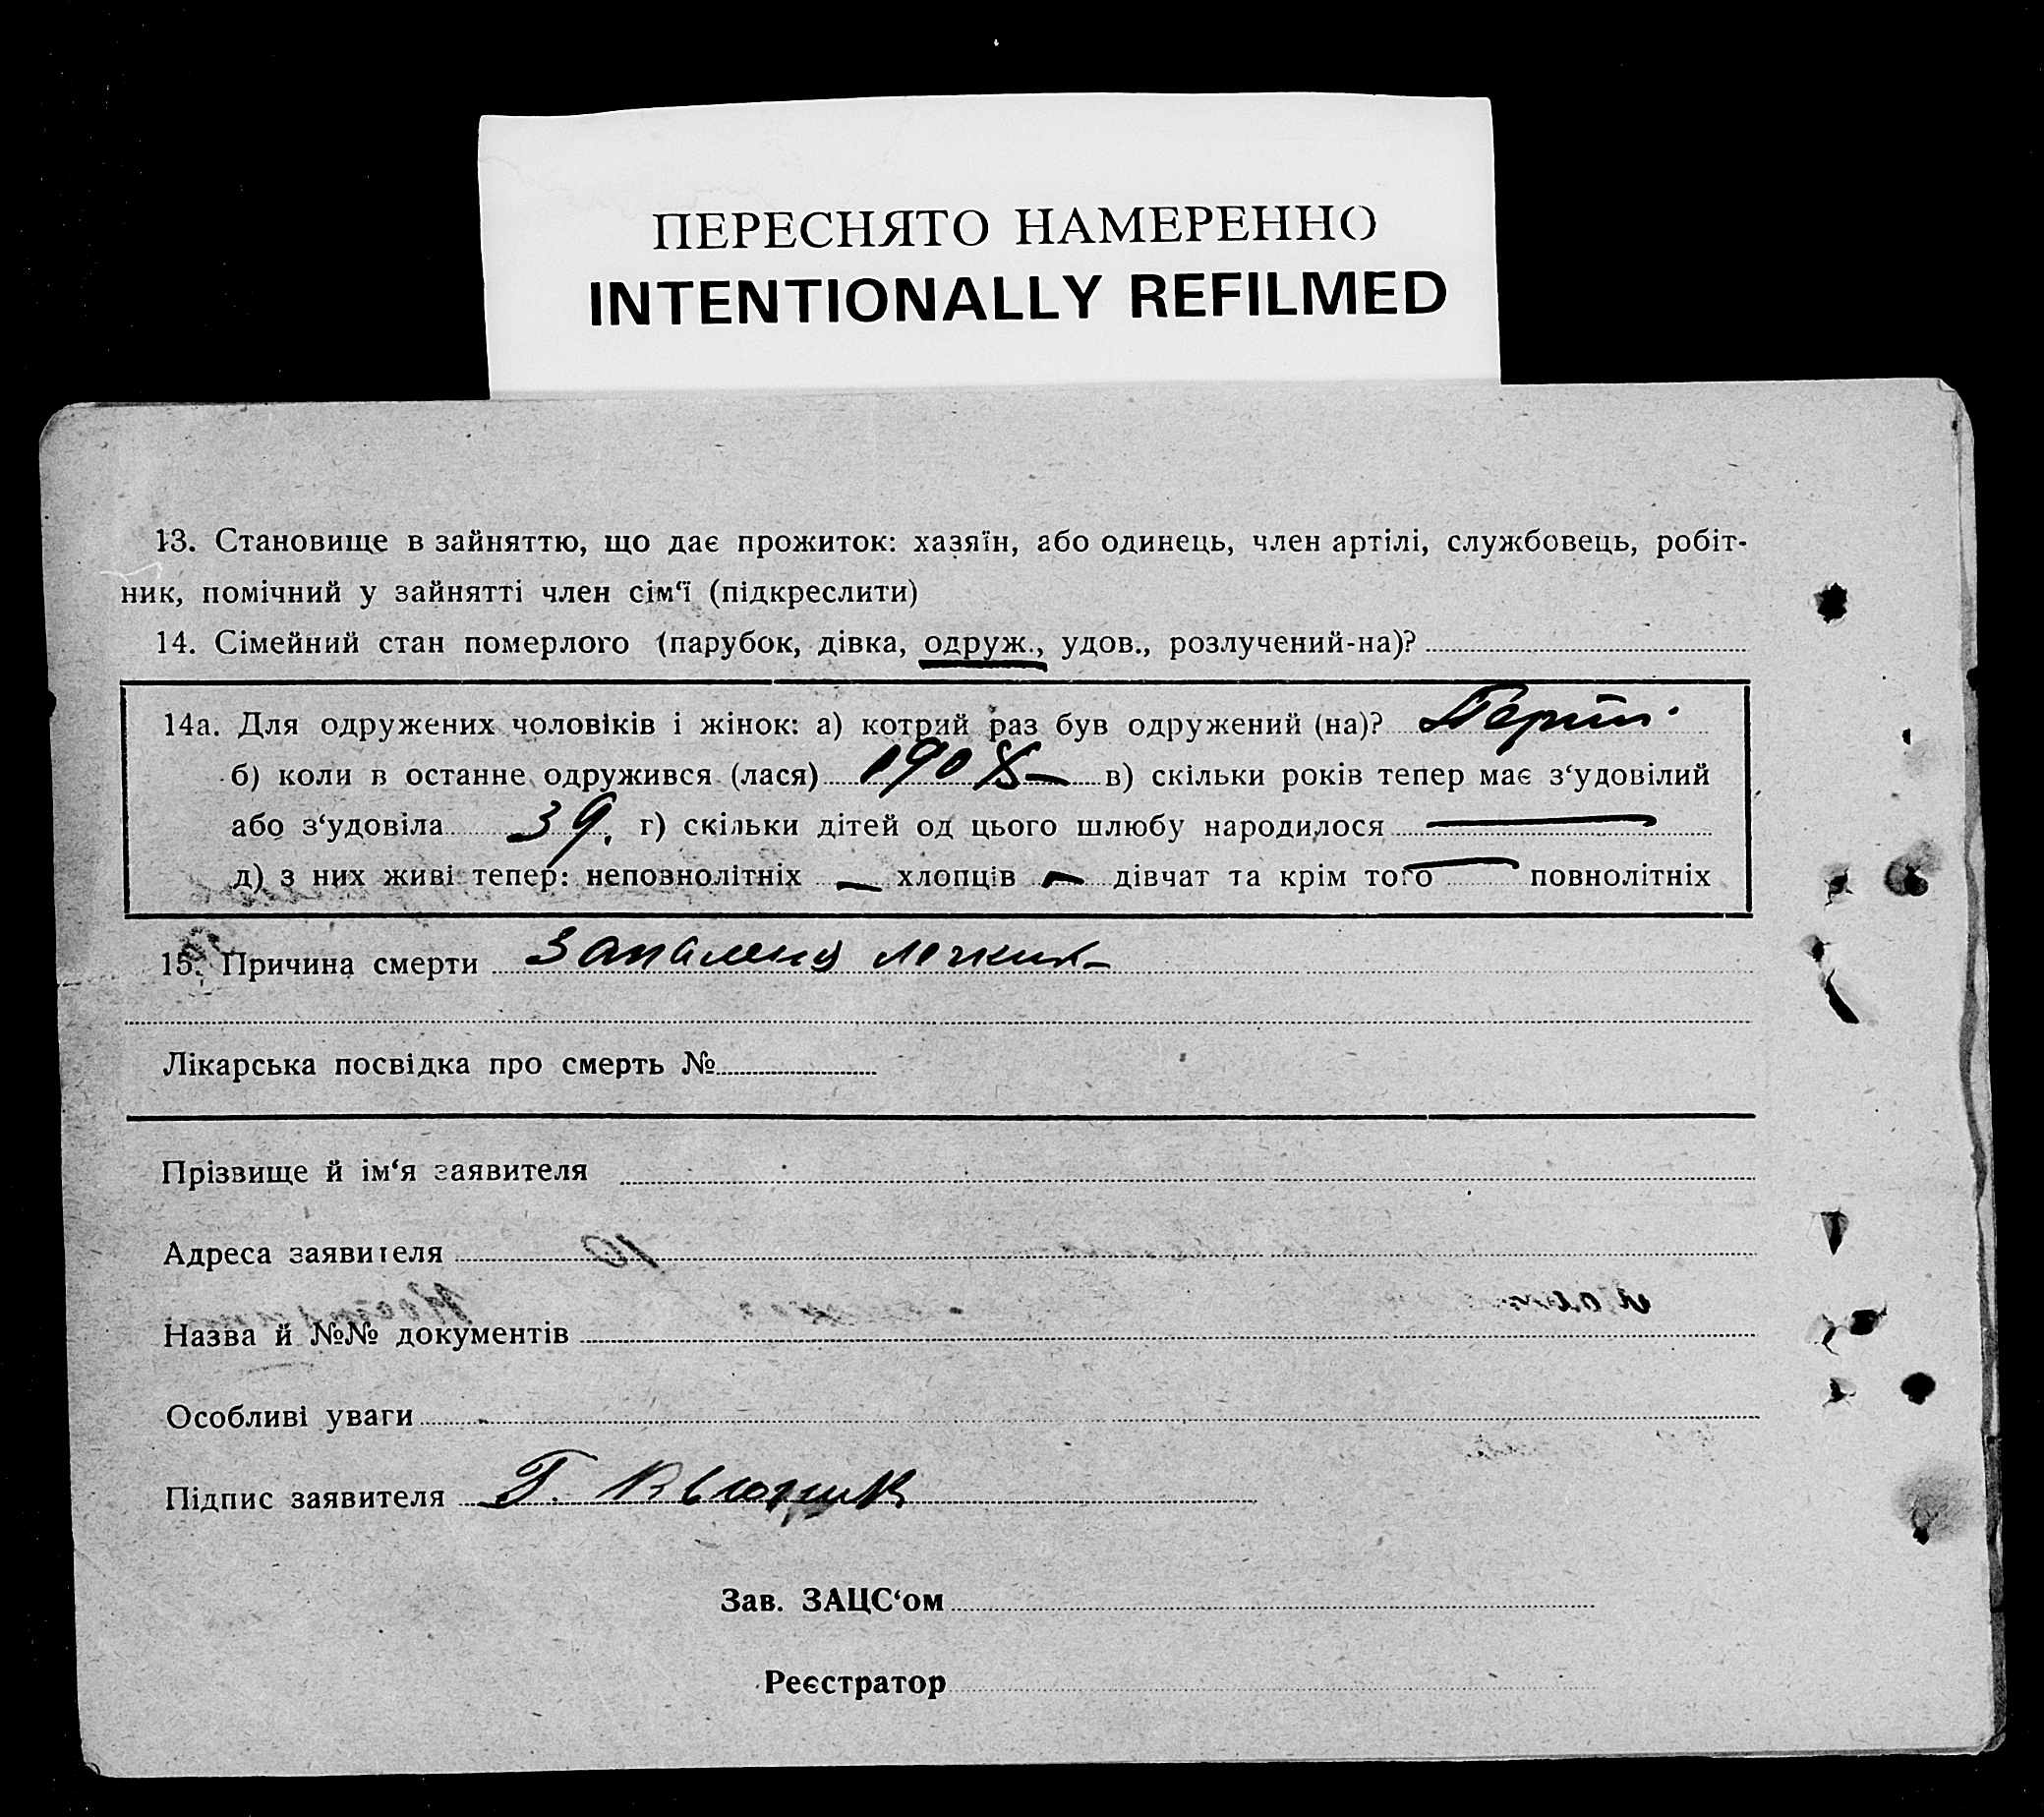 ПЕРЕСНЯТО НАМЕРЕННО
INTENTIONALLY REFILMED
13. Становище в зайняттю, що дає прожиток: хазяїн, або одинець, член артілі, службовець, робіт-
ник, помічний у зайнятті член сім‘ї (підкреслити)
14. Сімейний стан померлого (парубок, дівка, одруж., удов., розлучений-на)?
14а. Для одружених чоловіків і жінок: а) котрий раз був одружений (на)?
б) коли в останне одружився (лася) 190 в) скільки років тепер має з‘удовілий
або з‘удовіла 39. г) скільки дітей од цього шлюбу народилося —
д) з них живі тепер: неповнолітніх — хлопців — дівчат та крім того — повнолітніх
15. Причина смерти Запаленя легких
Лікарська посвідка про смерть №
Прізвище й ім‘я заявителя
Адреса заявителя
Назва й №№ документів
Особливі уваги
Підпис заявителя Г.
Зав. ЗАЦС‘ом
Реєстратор